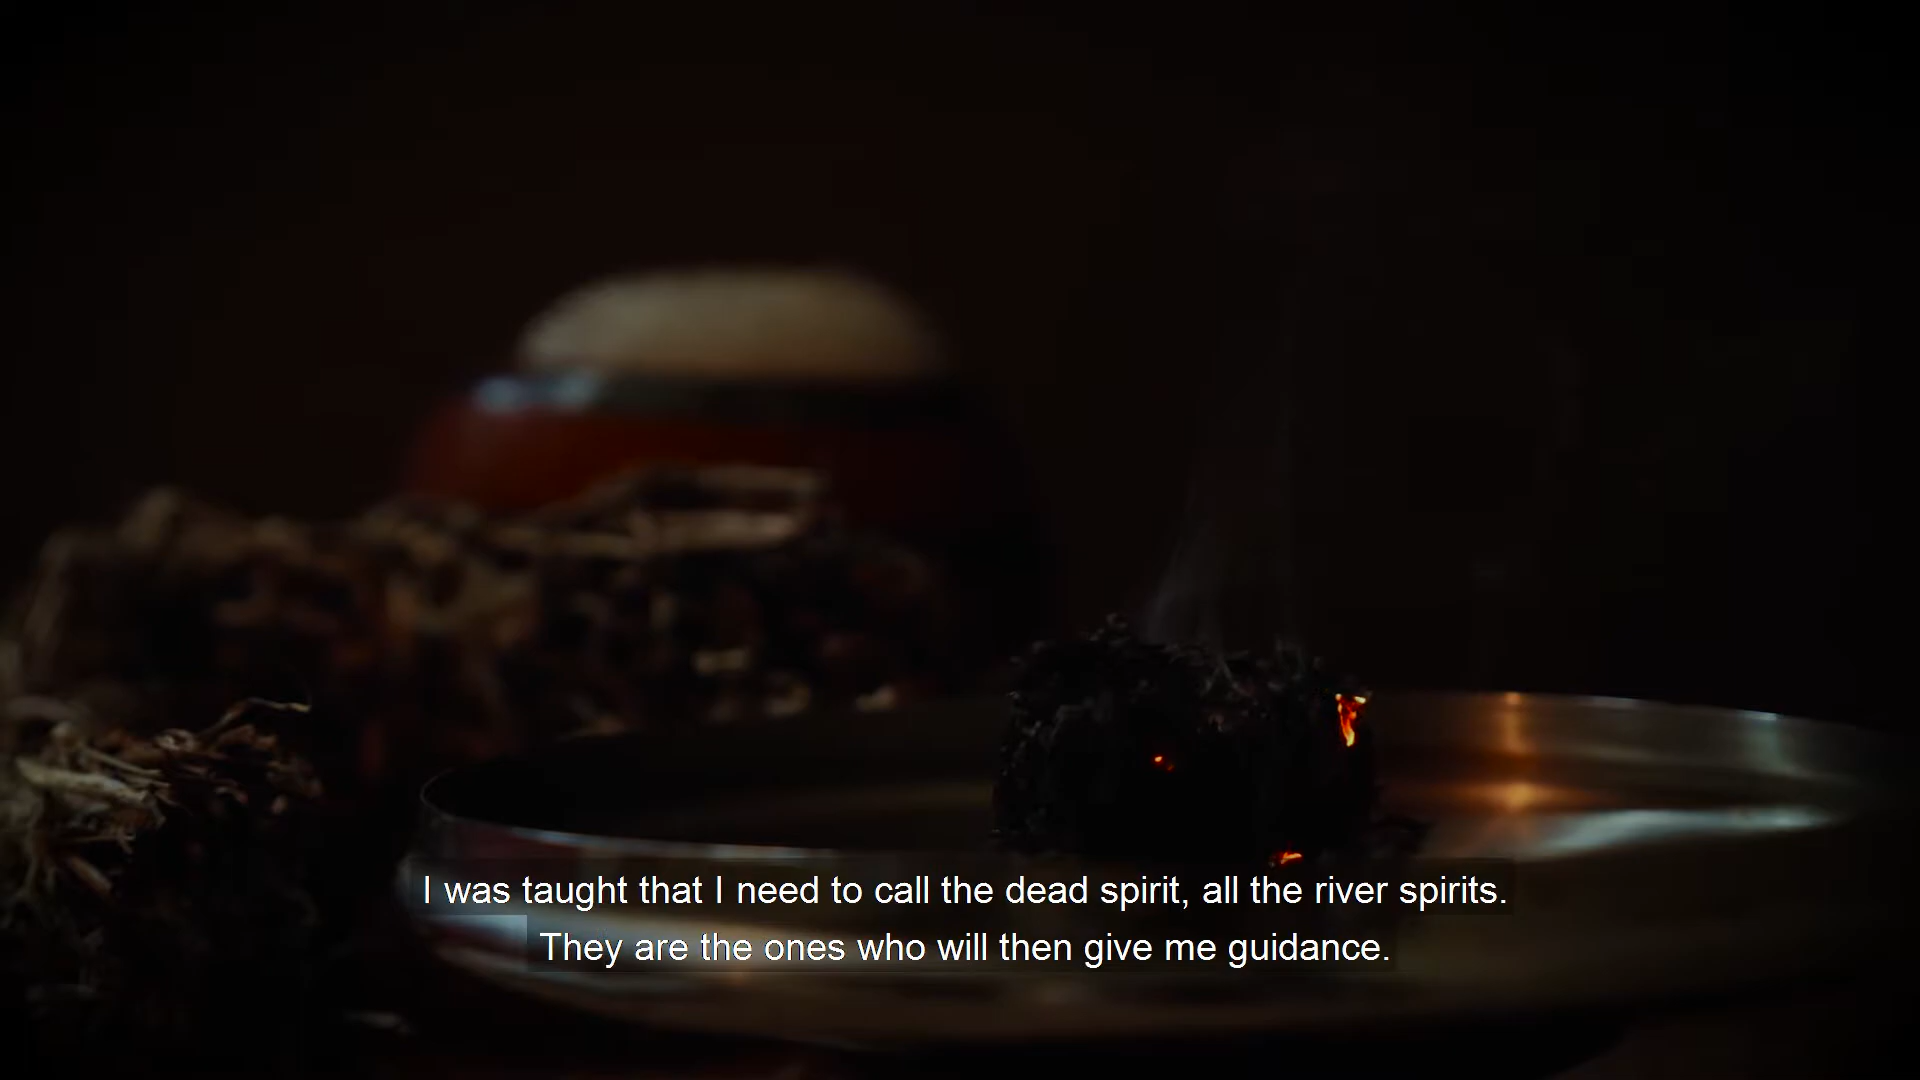 I was taught that I need to call the dead spirit, all the river spirits.
They are the ones who will then give me guidance.